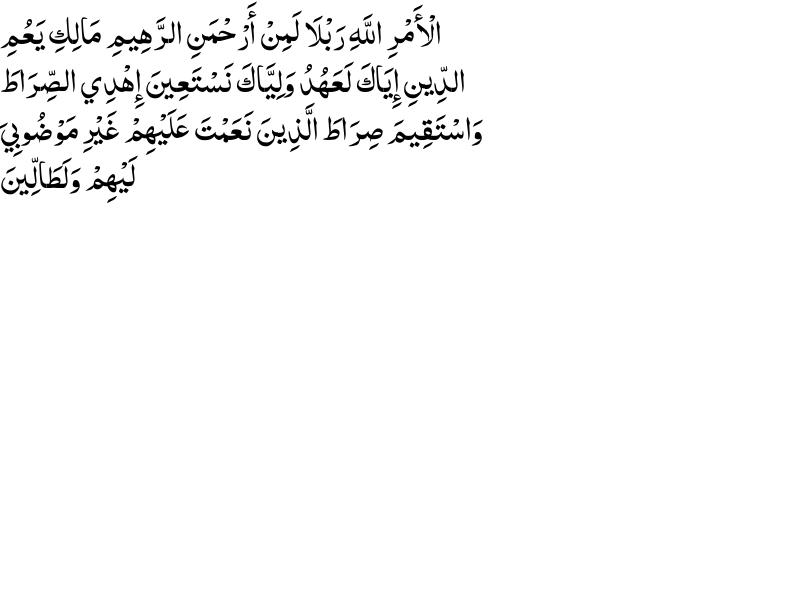 الْأَمْرِ اللَّهِ رَبْلَا لَمِنْ أَرْحْمَنِ الرَّهِيمِ مَالِكِ يَعُمِ
الدِّينِ إِيَاكَ لَعَهُدُ وَلِيَّاكَ نَسْتَعِينَ إِهْدِي الصِّرَاطَ
وَاسْتَقِيمَ صِرَاطَ الَّذِينَ نَعَمْتَ عَلَيْهِمْ غَيْرِ مَوْضُوبِيَ
لَيْهِمْ وَلَطَالِّينَ